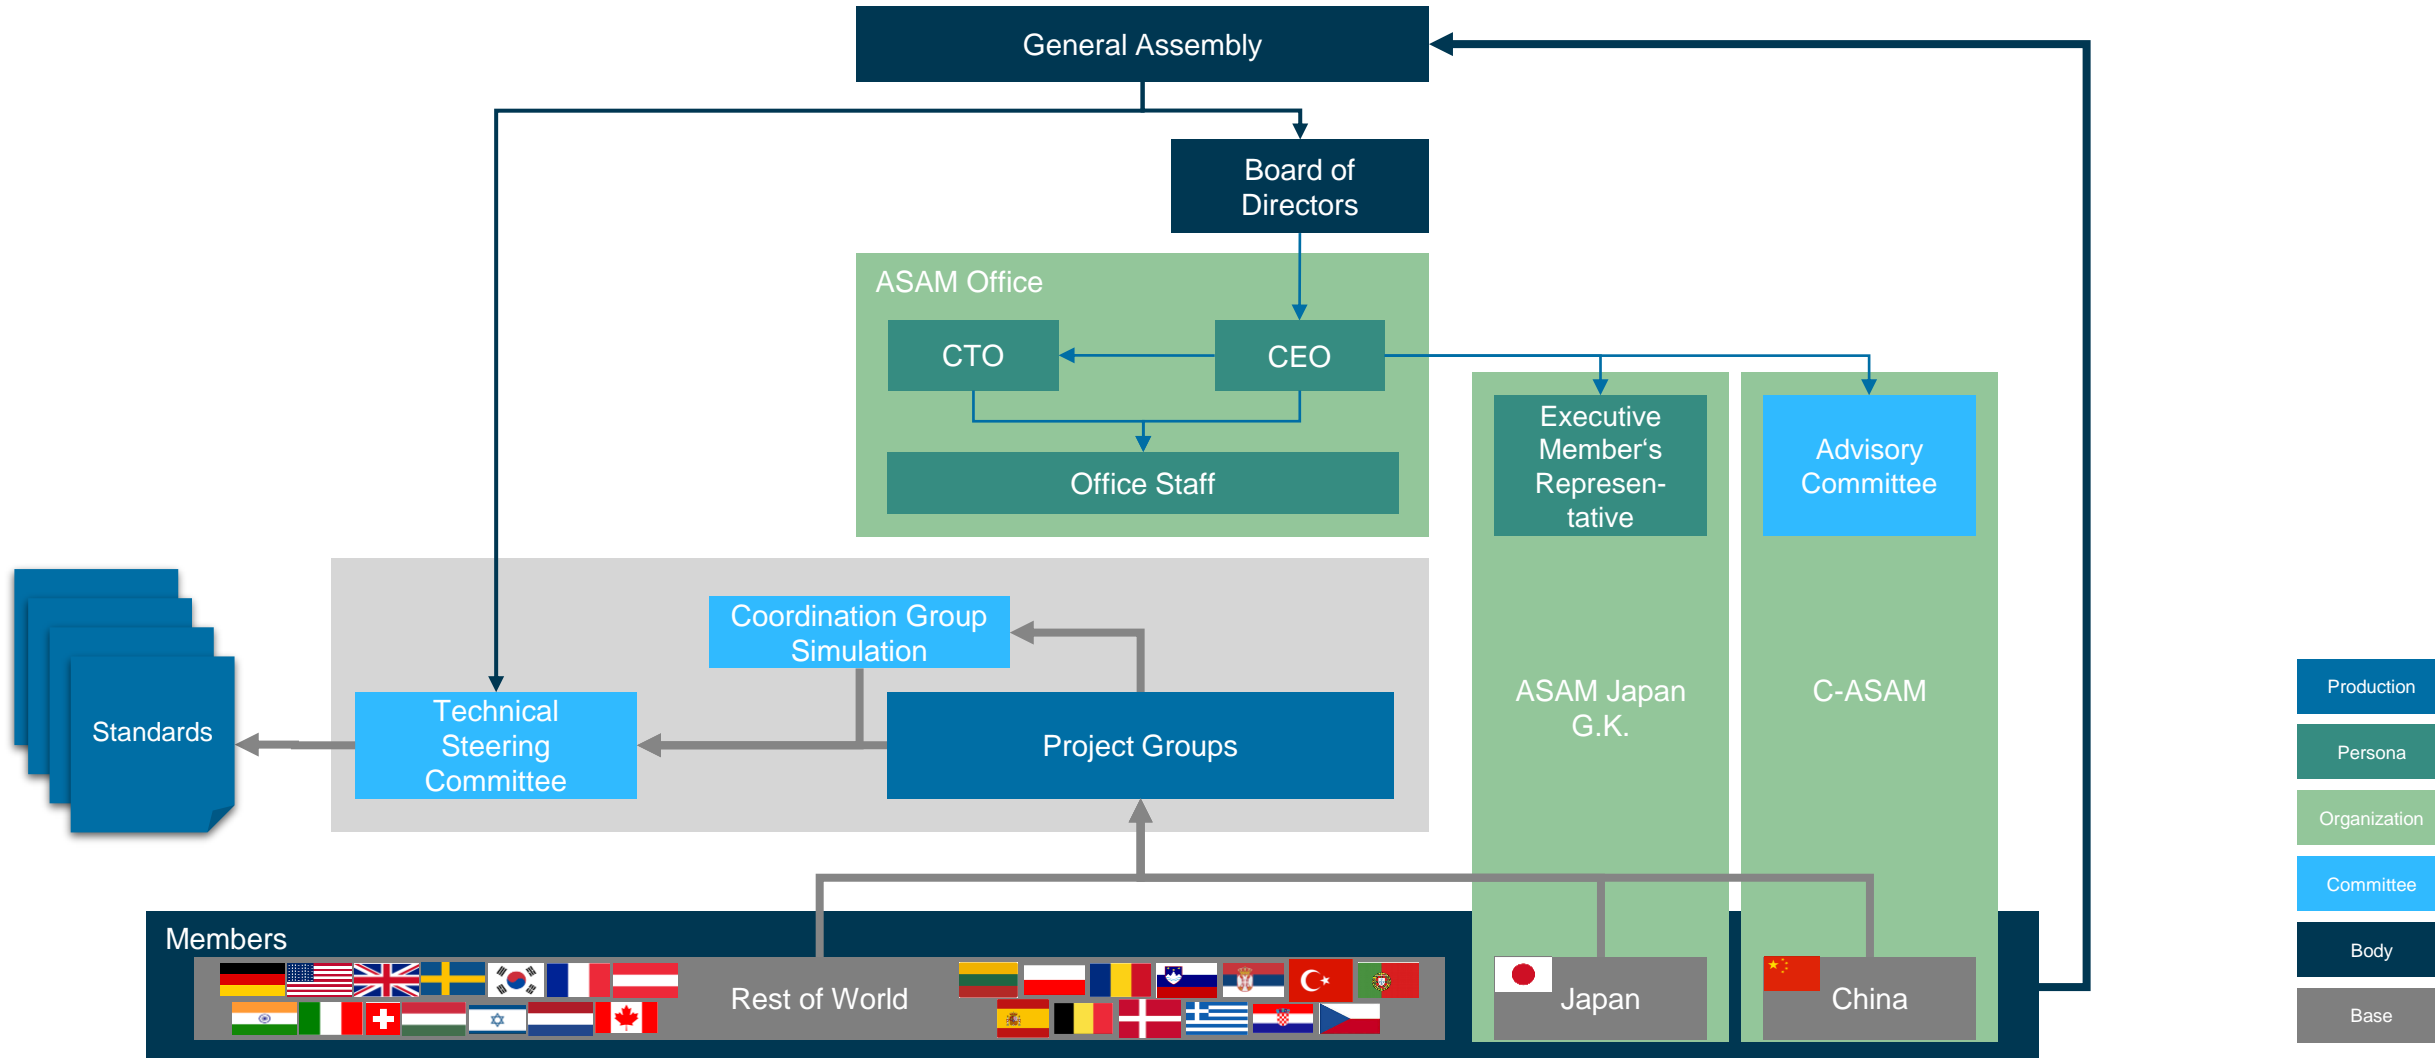 General Assembly
Board of
Directors
ASAM Office
CTO
CEO
Office Staff
Executive
Member‘s
Represen-
tative
Advisory
Committee
Coordination Group
Simulation
Technical
Steering
Committee
Project Groups
Standards
ASAM Japan
G.K.
C-ASAM
Members
Rest of World
Japan
China
Production
Persona
Organization
Committee
Body
Base